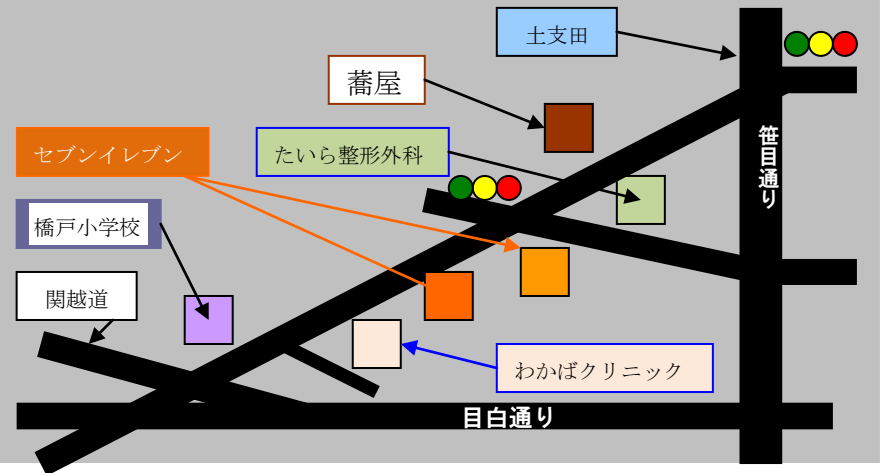 土支田
蕎屋
セブンイレブン
たいら整形外科
笹目通り
橋戸小学校
関越道
わかばクリニック
目白通り